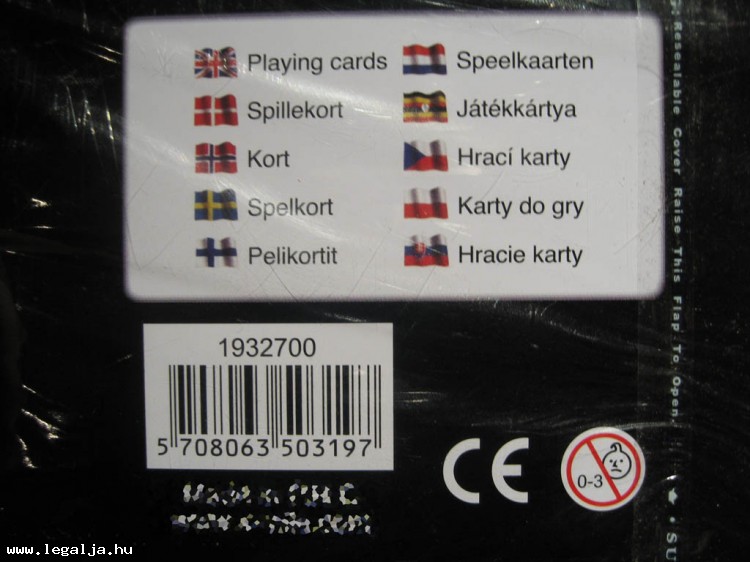 Playing cards
Spillekort
Kort
Spelkort
Pelikortit
Speelkaarten
Játékkártya
Hrací karty
Karty do gry
Hracie karty
1932700
5 708063 503197
CE
0-3
Resealable Cover Raise This Flap To Open.
www.legalja.hu